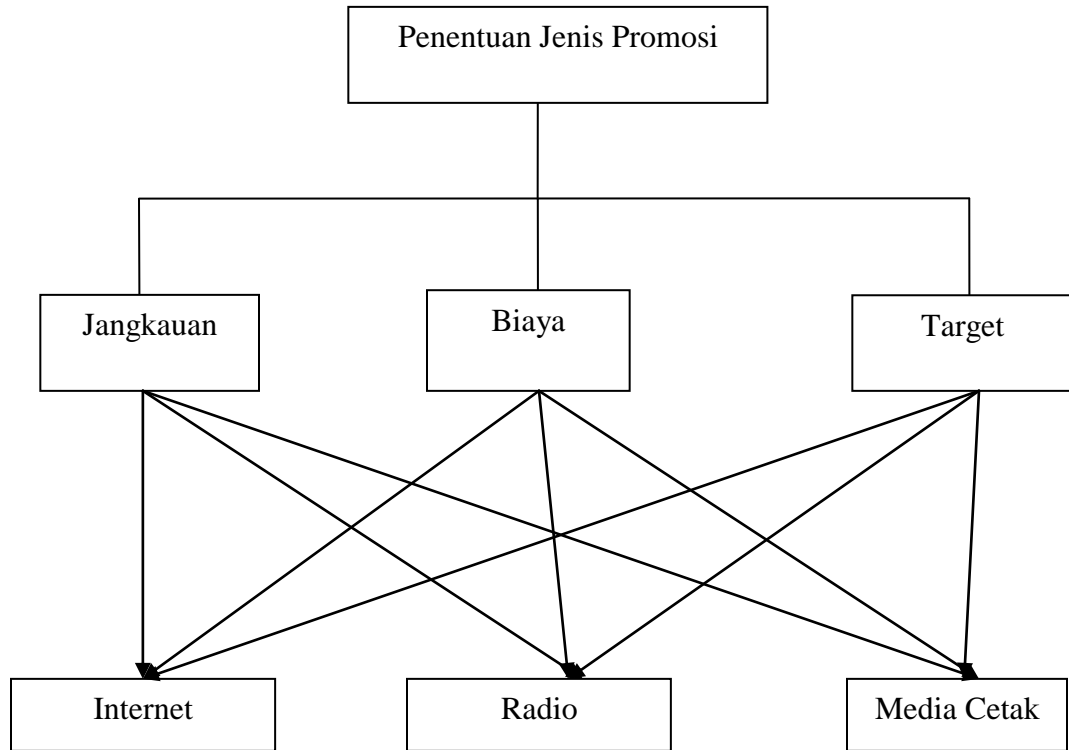 Penentuan Jenis Promosi
Jangkauan
Biaya
Target
Internet
Radio
Media Cetak